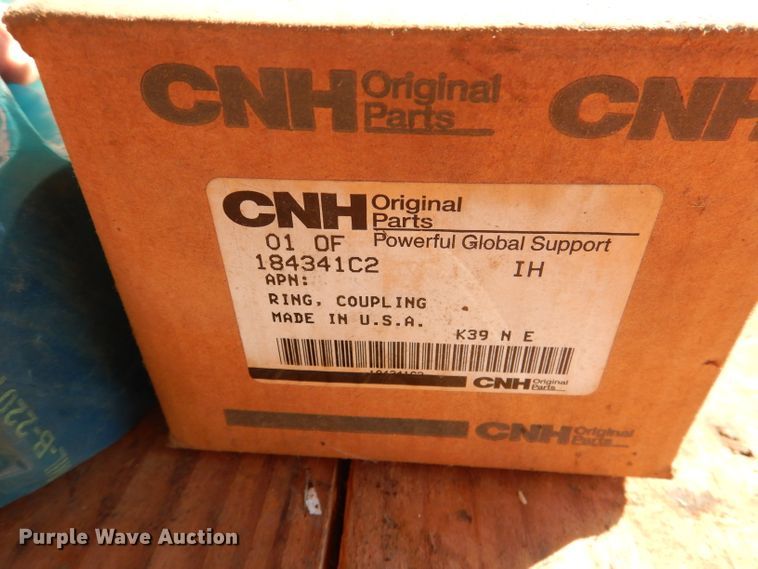 CNH Original Parts
CNH
CNH Original Parts
01 OF Powerful Global Support
184341C2 IH
APN:
RING, COUPLING
MADE IN U.S.A.
K39 N E
184341C2
CNH Original Parts
CNH Original Parts
Purple Wave Auction